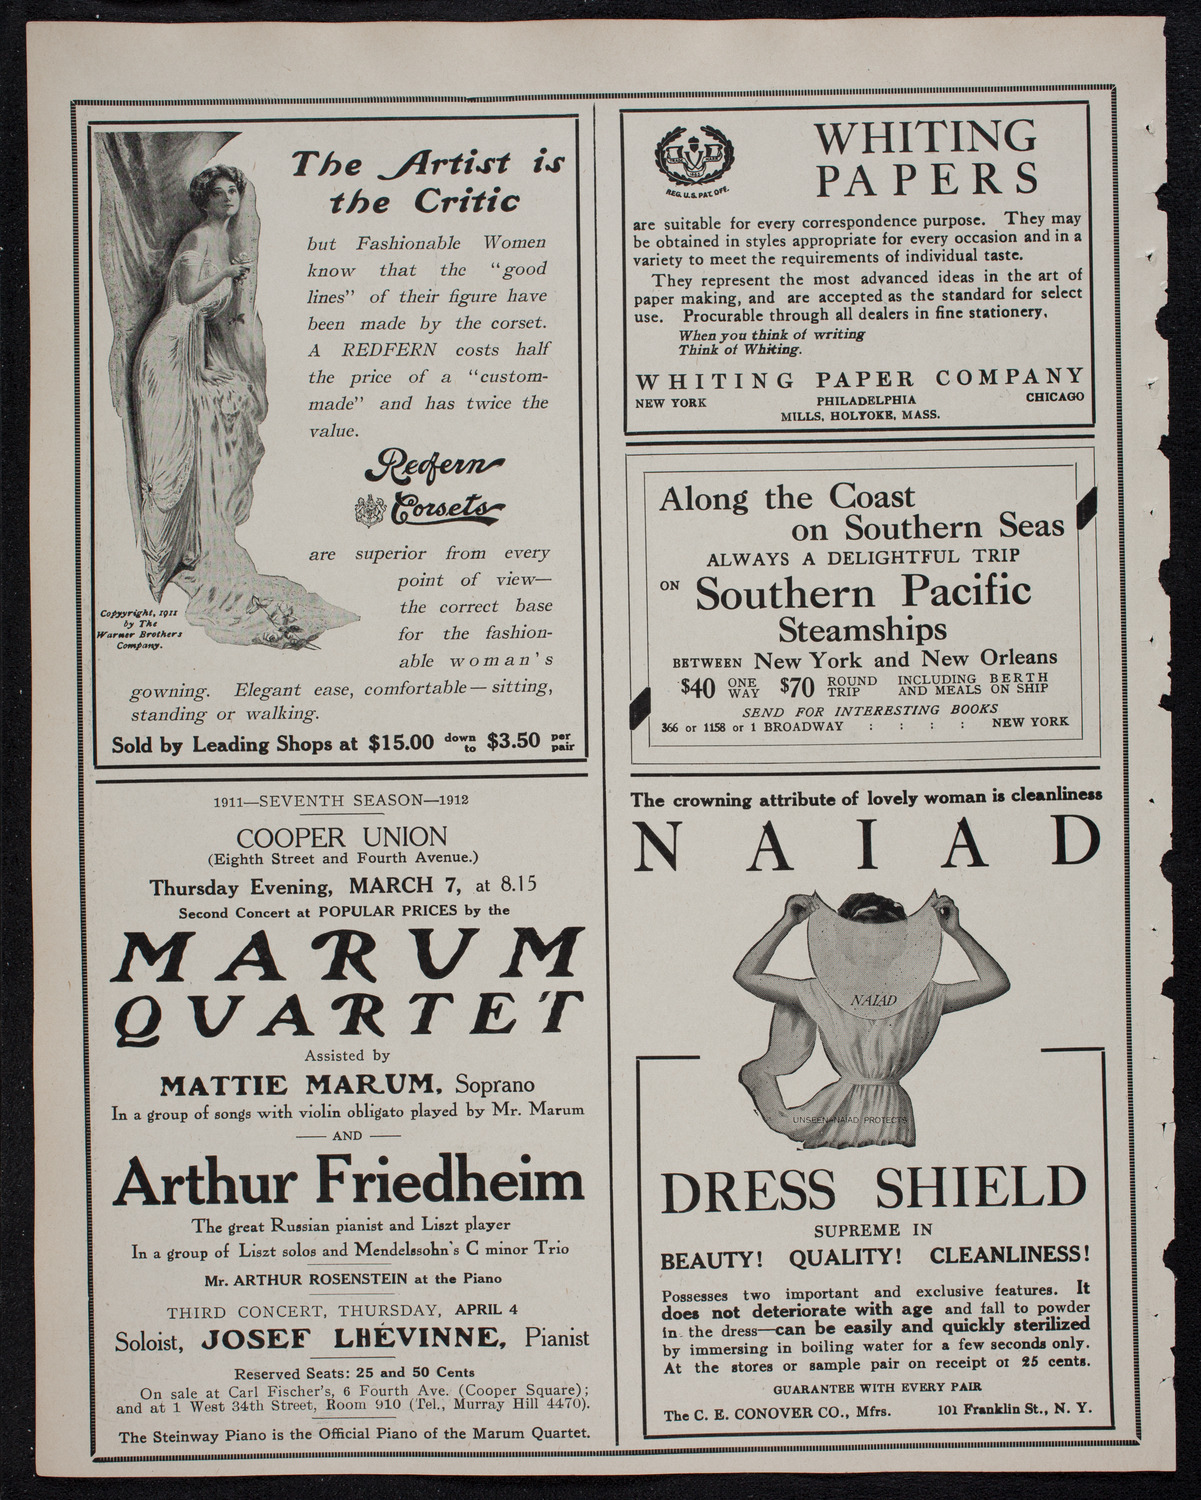 The Artist is
the Critic
but Fashionable Women
know that the "good
lines" of their figure have
been made by the corset.
A REDFERN costs half
the price of a "custom-
made" and has twice the
value.
Redfern
Corsets
are superior from every
point of view—
the correct base
for the fashion-
able woman's
gowning. Elegant ease, comfortable—sitting,
standing or walking.
Copyright, 1911
by The
Warner Brothers
Company.
Sold by Leading Shops at $15.00 down to $3.50 per pair
1911—SEVENTH SEASON—1912
COOPER UNION
(Eighth Street and Fourth Avenue.)
Thursday Evening, MARCH 7, at 8.15
Second Concert at POPULAR PRICES by the
MARUM
QUARTET
Assisted by
MATTIE MARUM, Soprano
In a group of songs with violin obligato played by Mr. Marum
— AND —
Arthur Friedheim
The great Russian pianist and Liszt player
In a group of Liszt solos and Mendelssohn's C minor Trio
Mr. ARTHUR ROSENSTEIN at the Piano
THIRD CONCERT, THURSDAY, APRIL 4
Soloist, JOSEF LHÉVINNE, Pianist
Reserved Seats: 25 and 50 Cents
On sale at Carl Fischer's, 6 Fourth Ave. (Cooper Square);
and at 1 West 34th Street, Room 910 (Tel., Murray Hill 4470).
The Steinway Piano is the Official Piano of the Marum Quartet.
REG. U.S. PAT. OFF.
WHITING
PAPERS
are suitable for every correspondence purpose. They may
be obtained in styles appropriate for every occasion and in a
variety to meet the requirements of individual taste.
They represent the most advanced ideas in the art of
paper making, and are accepted as the standard for select
use. Procurable through all dealers in fine stationery.
When you think of writing
Think of Whiting.
WHITING PAPER COMPANY
NEW YORK PHILADELPHIA CHICAGO
MILLS, HOLYOKE, MASS.
Along the Coast
on Southern Seas
ALWAYS A DELIGHTFUL TRIP
ON Southern Pacific
Steamships
BETWEEN New York and New Orleans
$40 ONE WAY $70 ROUND TRIP INCLUDING BERTH AND MEALS ON SHIP
SEND FOR INTERESTING BOOKS
366 or 1158 or 1 BROADWAY : : : : NEW YORK
The crowning attribute of lovely woman is cleanliness
NAIAD
NAIAD
UNSEEN-NAIAD PROTECTS
DRESS SHIELD
SUPREME IN
BEAUTY! QUALITY! CLEANLINESS!
Possesses two important and exclusive features. It
does not deteriorate with age and fall to powder
in the dress—can be easily and quickly sterilized
by immersing in boiling water for a few seconds only.
At the stores or sample pair on receipt of 25 cents.
GUARANTEE WITH EVERY PAIR
The C. E. CONOVER CO., Mfrs. 101 Franklin St., N. Y.